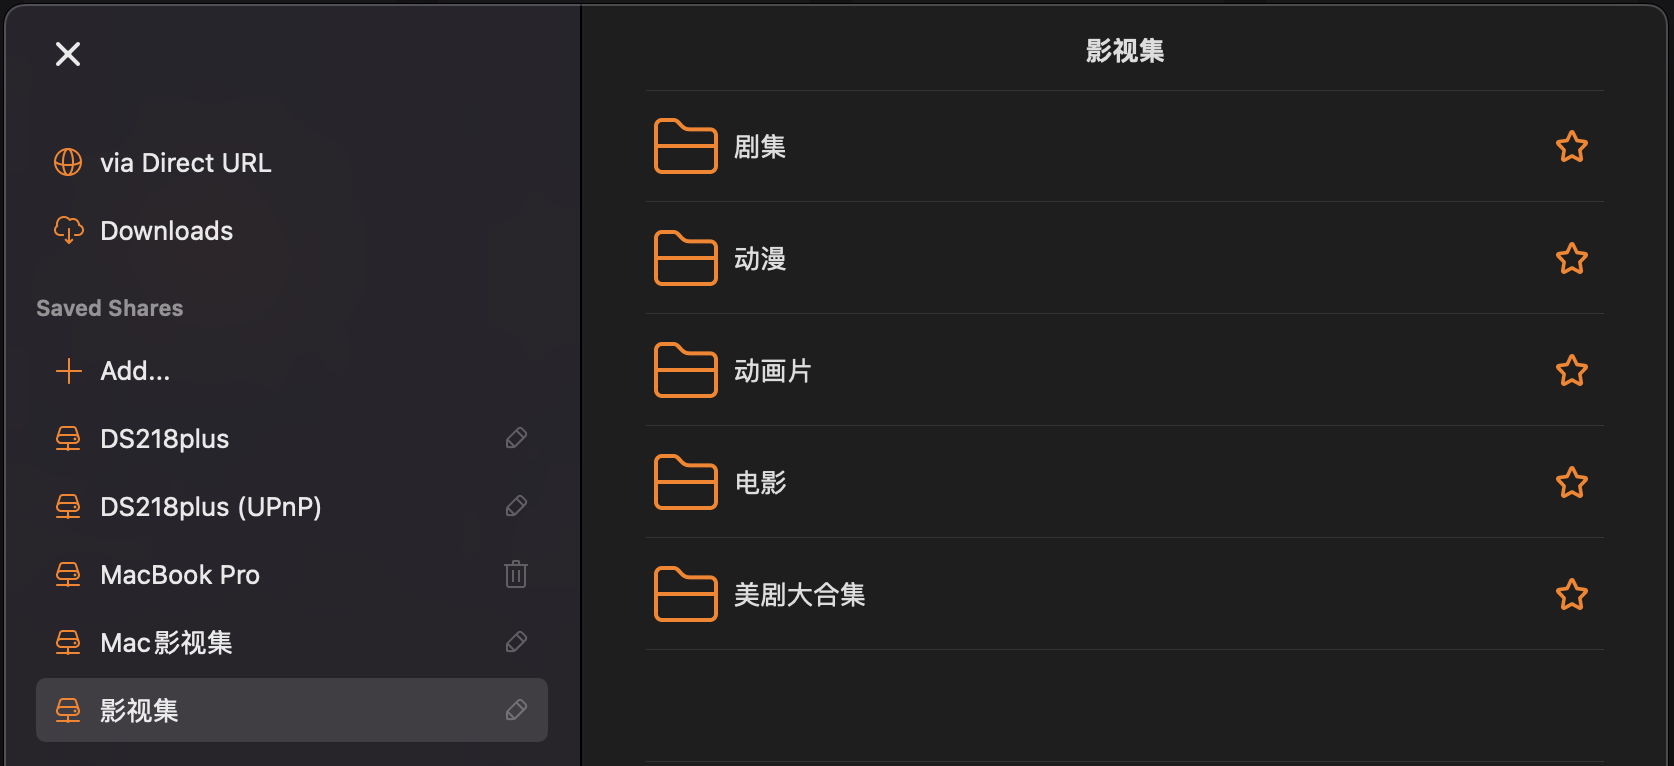 via Direct URL
Downloads
Saved Shares
Add...
DS218plus
DS218plus (UPnP)
MacBook Pro
Mac影视集
影视集
影视集
剧集
动漫
动画片
电影
美剧大合集